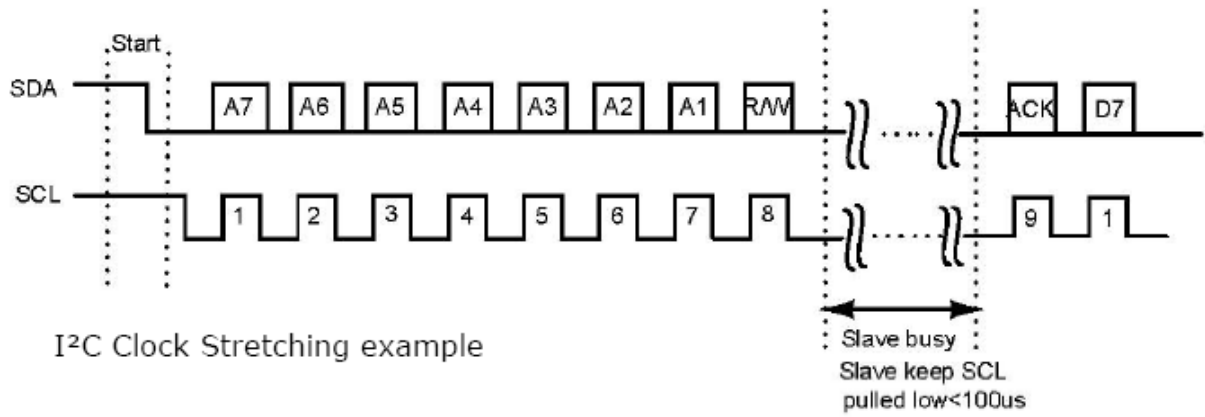 Start
SDA A7 A6 A5 A4 A3 A2 A1 R/W ACK D7
SCL 1 2 3 4 5 6 7 8 9 1
I²C Clock Stretching example
Slave busy
Slave keep SCL
pulled low<100us